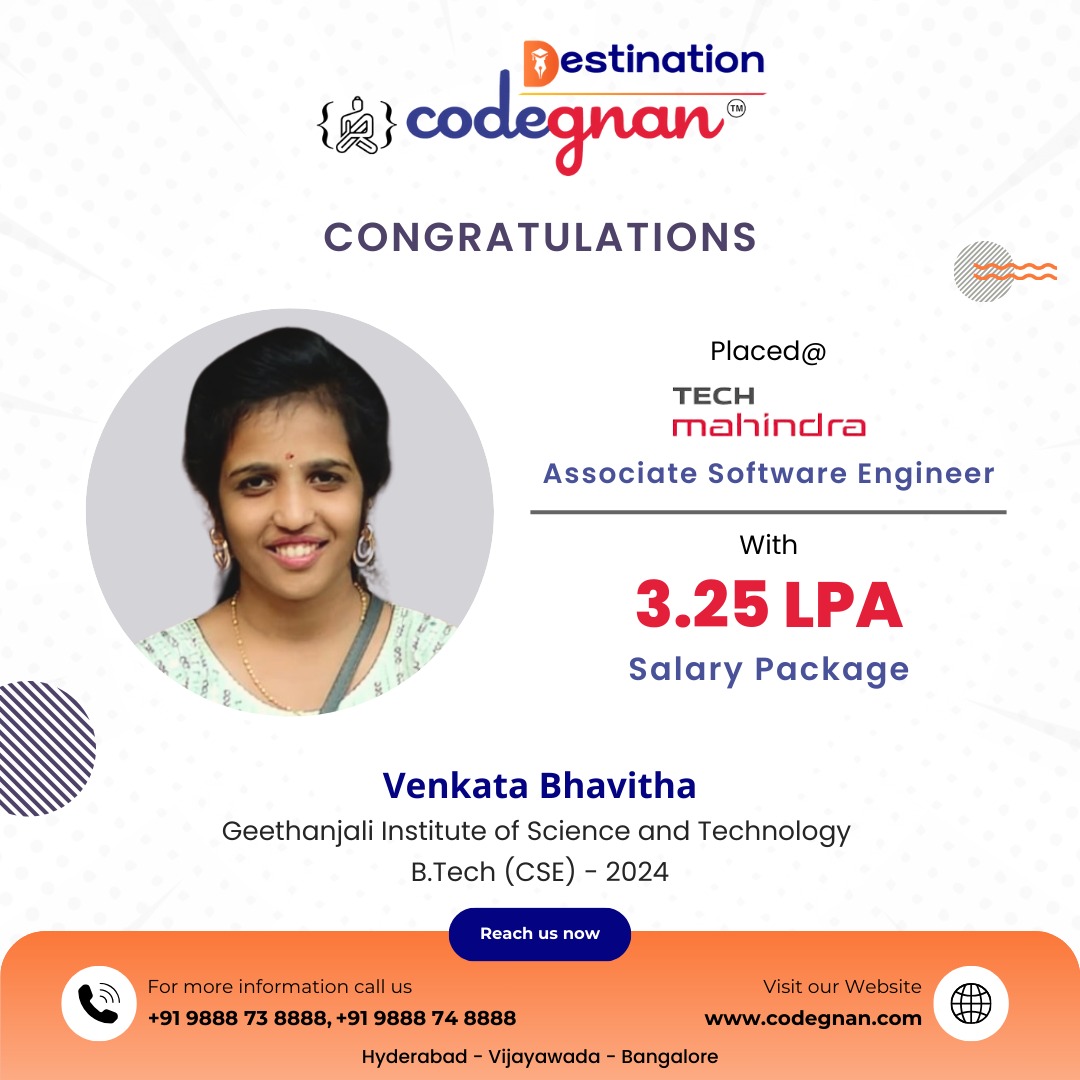 Destination
codegnan TM
CONGRATULATIONS
Placed@
TECH
mahindra
Associate Software Engineer
With
3.25 LPA
Salary Package
Venkata Bhavitha
Geethanjali Institute of Science and Technology
B.Tech (CSE) - 2024
Reach us now
For more information call us
+91 9888 73 8888, +91 9888 74 8888
Visit our Website
www.codegnan.com
Hyderabad - Vijayawada - Bangalore